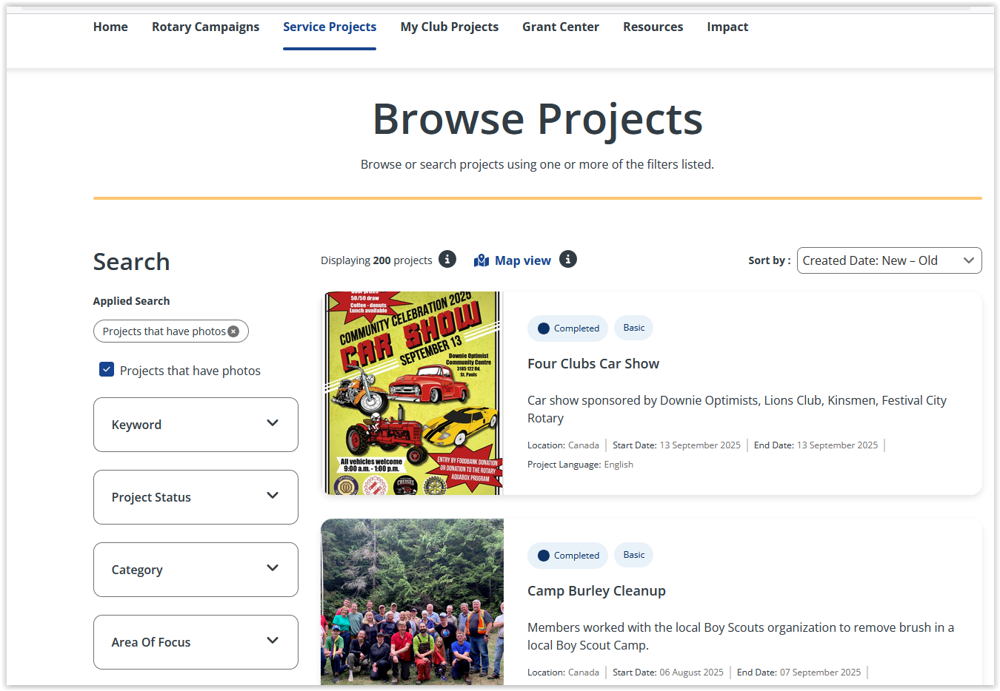 Home Rotary Campaigns Service Projects My Club Projects Grant Center Resources Impact
Browse Projects
Browse or search projects using one or more of the filters listed.
Search
Applied Search
Projects that have photos
Projects that have photos
Keyword
Project Status
Category
Area Of Focus
Displaying 200 projects
Map view
Sort by :
Created Date: New – Old
50/50 draw
Coffee - donuts
Lunch available
COMMUNITY CELEBRATION 2025
CAR SHOW
SEPTEMBER 13
Downie Optimist
Community Centre
3185 122 Rd.
St. Pauls
All vehicles welcome
9:00 a.m. - 1:00 p.m.
ENTRY BY FOODBANK DONATION
OR DONATION TO THE ROTARY
AQUABOX PROGRAM
Completed
Basic
Four Clubs Car Show
Car show sponsored by Downie Optimists, Lions Club, Kinsmen, Festival City
Rotary
Location: Canada Start Date: 13 September 2025 End Date: 13 September 2025
Project Language: English
Completed
Basic
Camp Burley Cleanup
Members worked with the local Boy Scouts organization to remove brush in a
local Boy Scout Camp.
Location: Canada Start Date: 06 August 2025 End Date: 07 September 2025